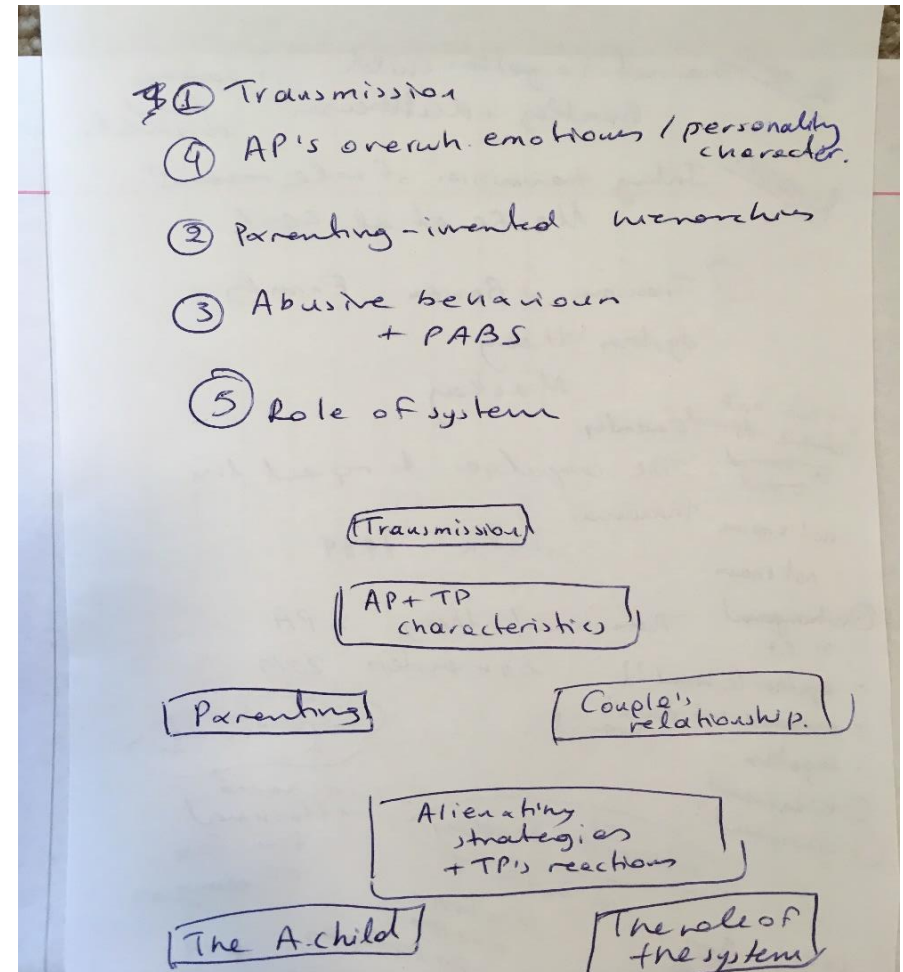 ① Transmission
④ AP's overwh. emotions / personality
character.
② Parenting-invented hierarchies
③ Abusive behaviour
+ PABS
⑤ Role of system
Transmission
AP + TP
characteristics
Parenting
Couple's
relationship.
Alienating
strategies
+ TP's reactions
The A. child
The role of
the system